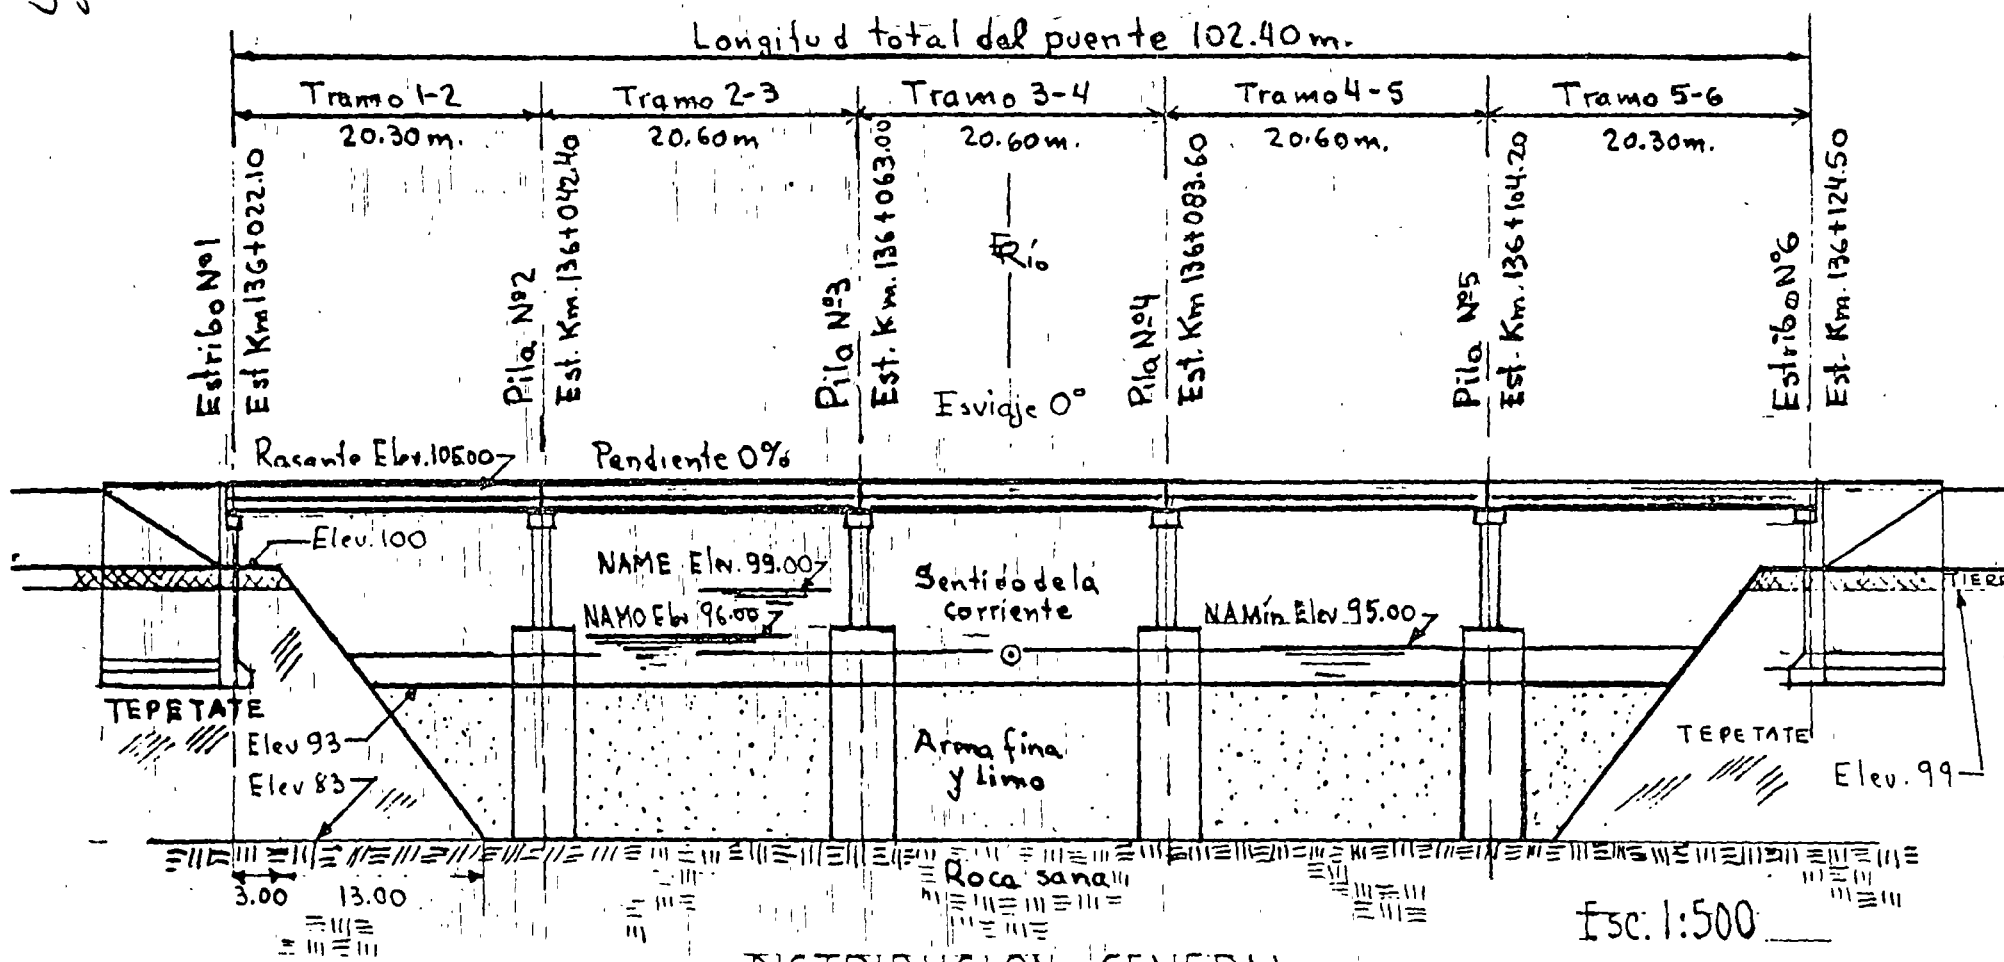 Longitud total del puente 102.40 m.
Tramo 1-2
Tramo 2-3
Tramo 3-4
Tramo 4-5
Tramo 5-6
20.30 m.
20.60 m
20.60 m.
20.60 m.
20.30 m.
Estribo Nº1
Est Km 136+022.10
Pila Nº2
Est. Km. 136+042.40
Pila Nº3
Est. Km. 136+063.00
Río
Esviaje 0°
Pila Nº4
Est. Km 136+083.60
Pila Nº5
Est. Km. 136+104.20
Estribo Nº6
Est. Km. 136+124.50
Rasante Elev. 105.00
Pendiente 0%
Elev. 100
NAME Elev. 99.00
NAMO Elev 96.00
Sentido de la
corriente
NAMín Elev. 95.00
TEPETATE
Elev 93
Elev 83
Arena fina
y limo
TEPETATE
Elev. 99
3.00
13.00
Roca sana
Esc. 1:500
DISTRIBUCION GENERAL